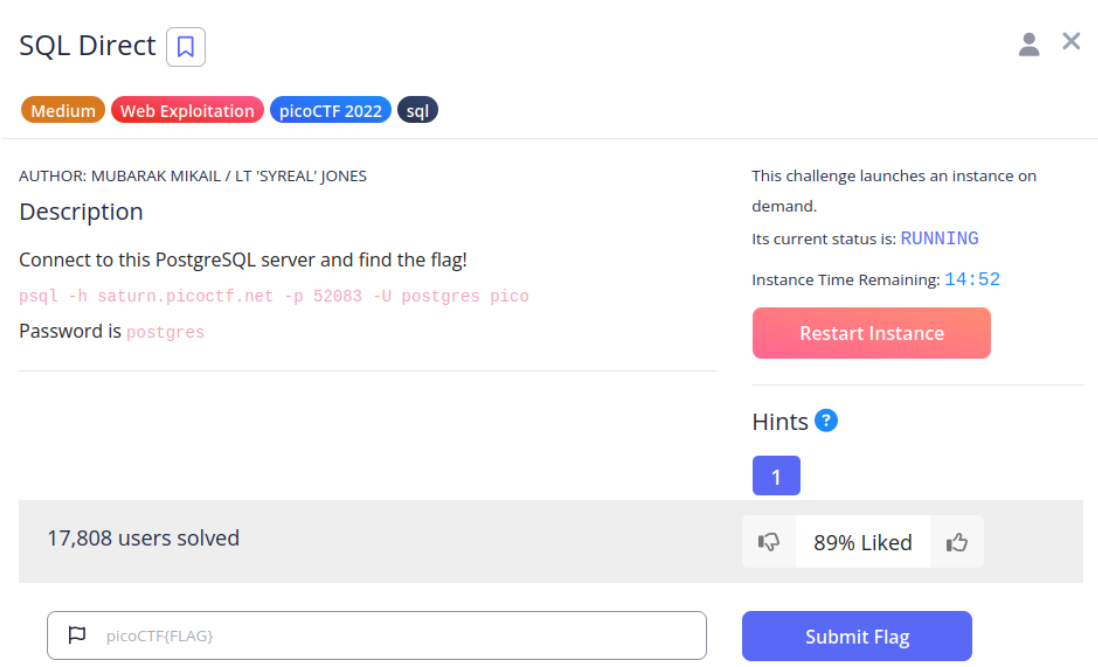 SQL Direct
Medium Web Exploitation picoCTF 2022 sql
AUTHOR: MUBARAK MIKAIL / LT 'SYREAL' JONES
Description
Connect to this PostgreSQL server and find the flag!
psql -h saturn.picoctf.net -p 52083 -U postgres pico
Password is postgres
This challenge launches an instance on
demand.
Its current status is: RUNNING
Instance Time Remaining: 14:52
Restart Instance
Hints ?
1
17,808 users solved
89% Liked
picoCTF{FLAG}
Submit Flag